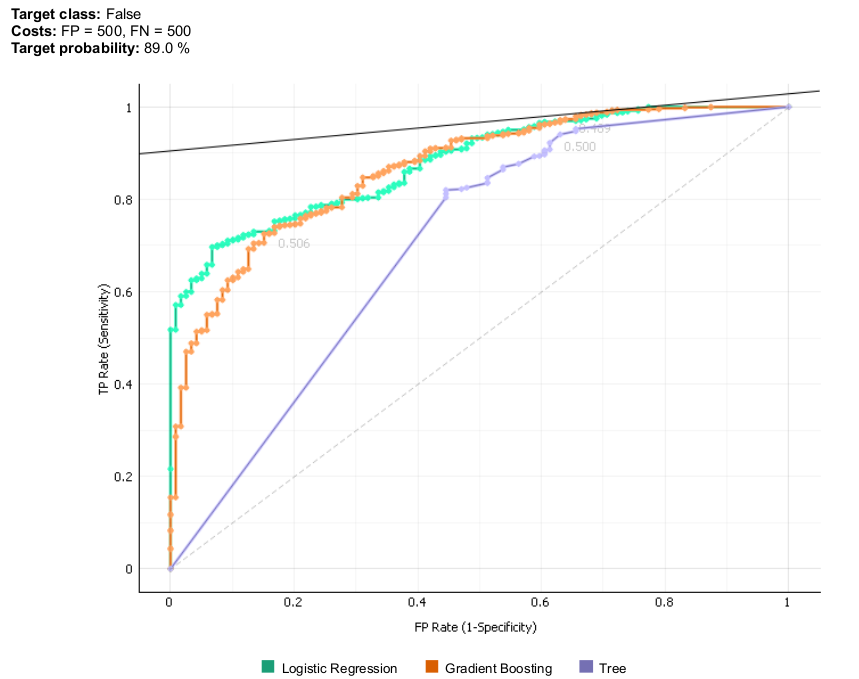 Target class: False
Costs: FP = 500, FN = 500
Target probability: 89.0 %
1
0.8
0.6
0.4
0.2
0
TP Rate (Sensitivity)
0.500
0.506
0 0.2 0.4 0.6 0.8 1
FP Rate (1-Specificity)
Logistic Regression Gradient Boosting Tree